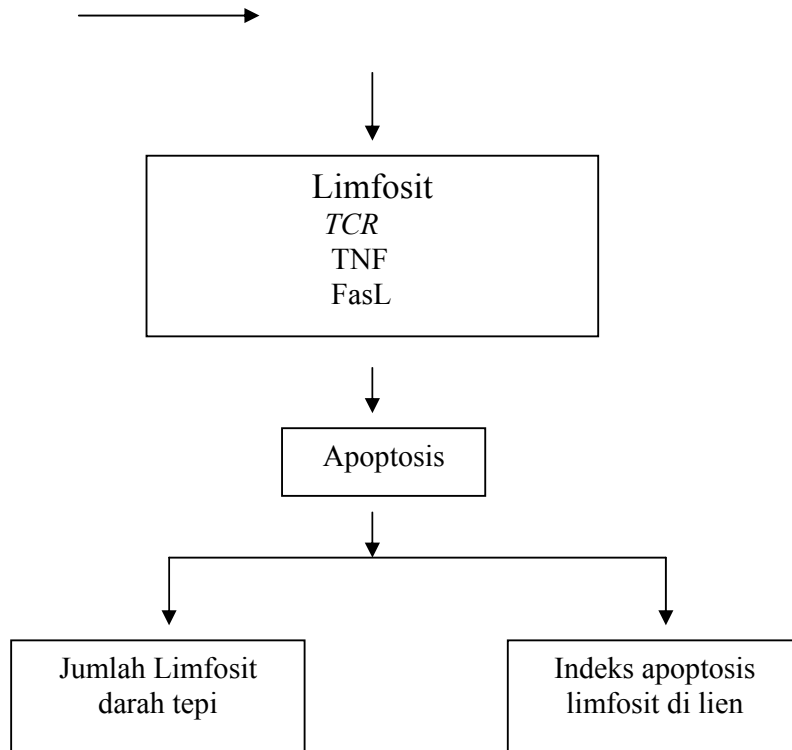 Limfosit
TCR
TNF
FasL
Apoptosis
Jumlah Limfosit
darah tepi
Indeks apoptosis
limfosit di lien